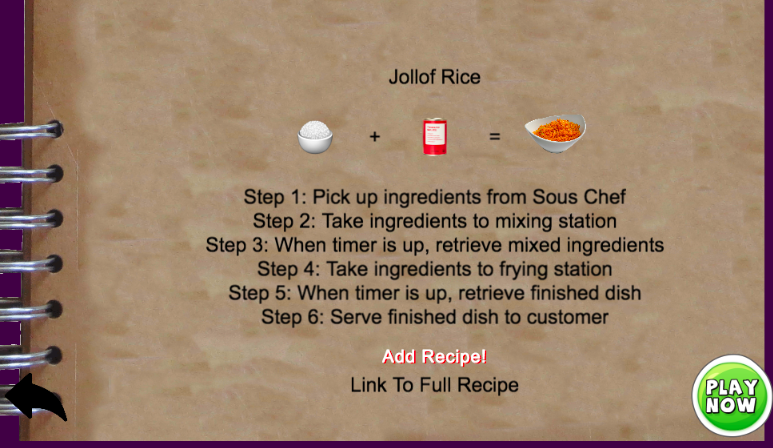 Jollof Rice
+ =
Step 1: Pick up ingredients from Sous Chef
Step 2: Take ingredients to mixing station
Step 3: When timer is up, retrieve mixed ingredients
Step 4: Take ingredients to frying station
Step 5: When timer is up, retrieve finished dish
Step 6: Serve finished dish to customer
Add Recipe!
Link To Full Recipe
PLAY
NOW